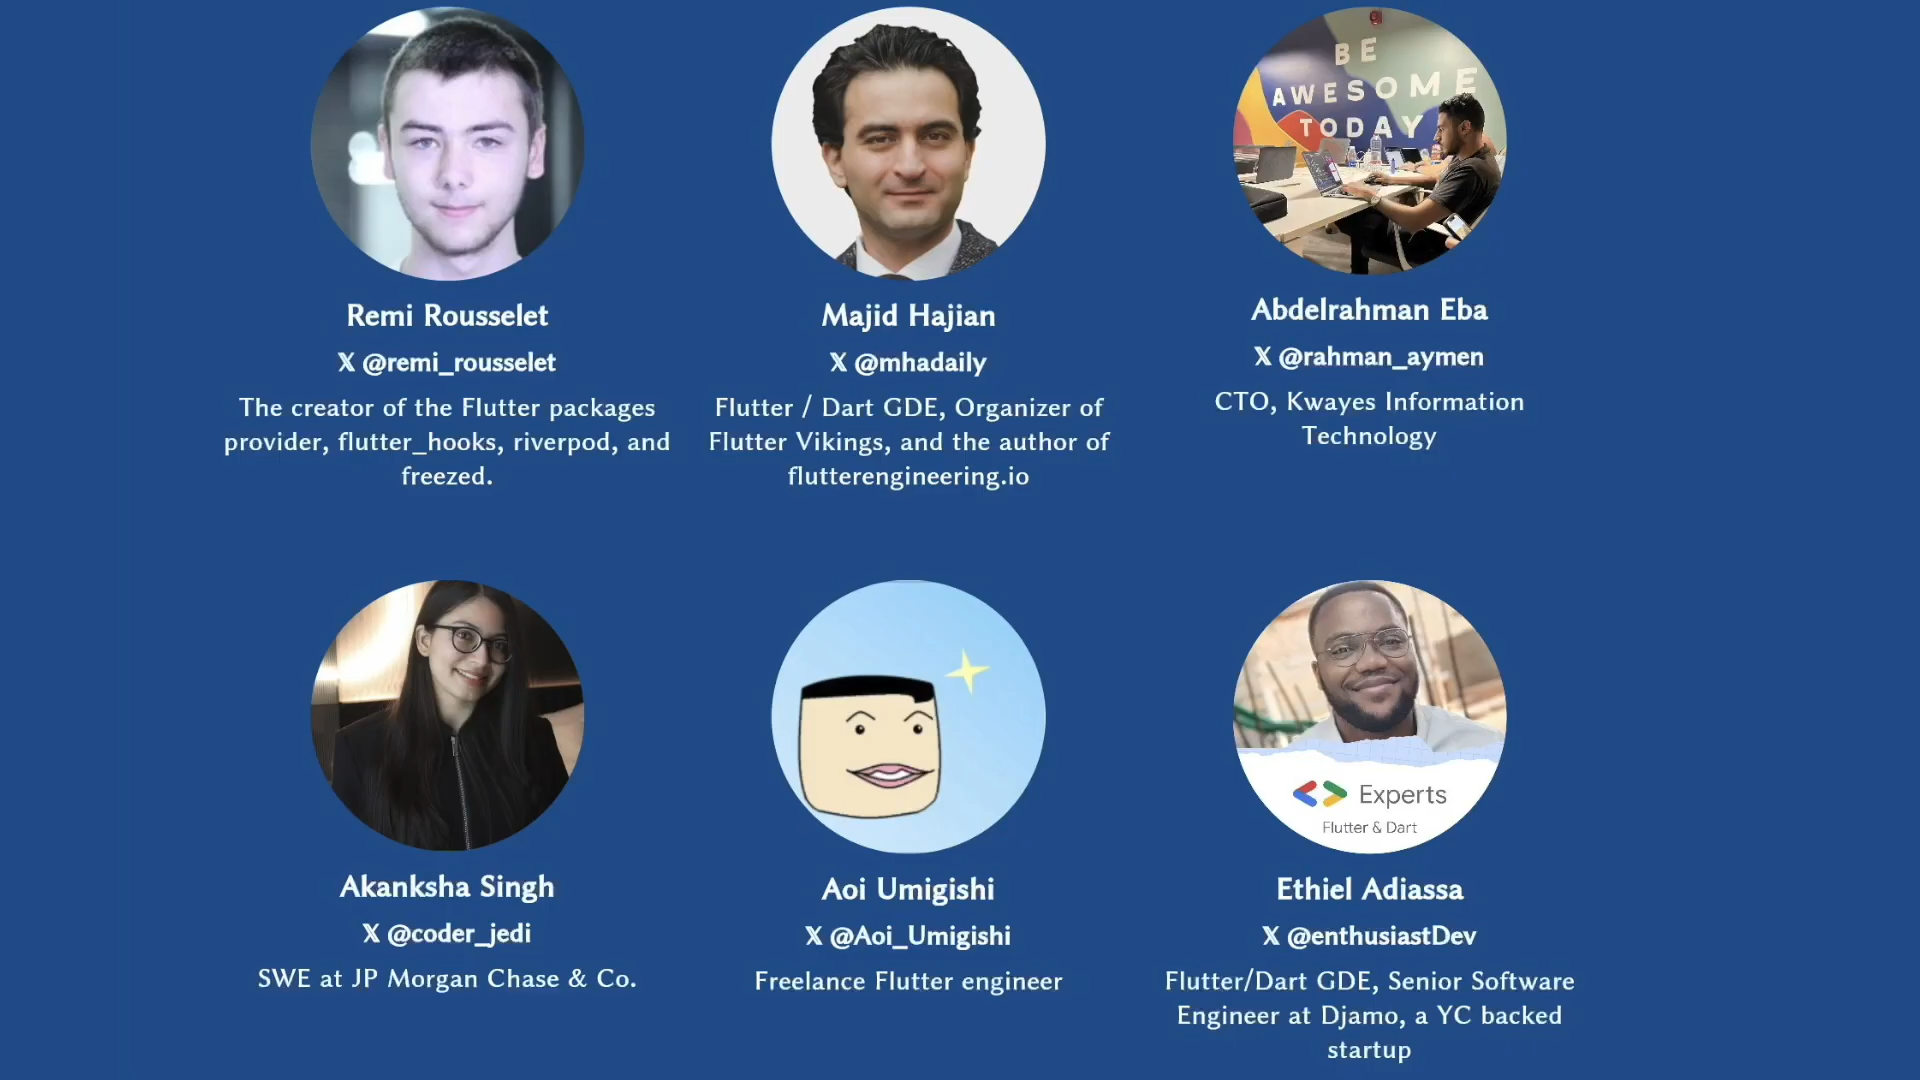 BE
AWESOME
TODAY
Remi Rousselet
𝕏 @remi_rousselet
The creator of the Flutter packages
provider, flutter_hooks, riverpod, and
freezed.
Majid Hajian
𝕏 @mhadaily
Flutter / Dart GDE, Organizer of
Flutter Vikings, and the author of
flutterengineering.io
Abdelrahman Eba
𝕏 @rahman_aymen
CTO, Kwayes Information
Technology
Akanksha Singh
𝕏 @coder_jedi
SWE at JP Morgan Chase & Co.
Aoi Umigishi
𝕏 @Aoi_Umigishi
Freelance Flutter engineer
Experts
Flutter & Dart
Ethiel Adiassa
𝕏 @enthusiastDev
Flutter/Dart GDE, Senior Software
Engineer at Djamo, a YC backed
startup